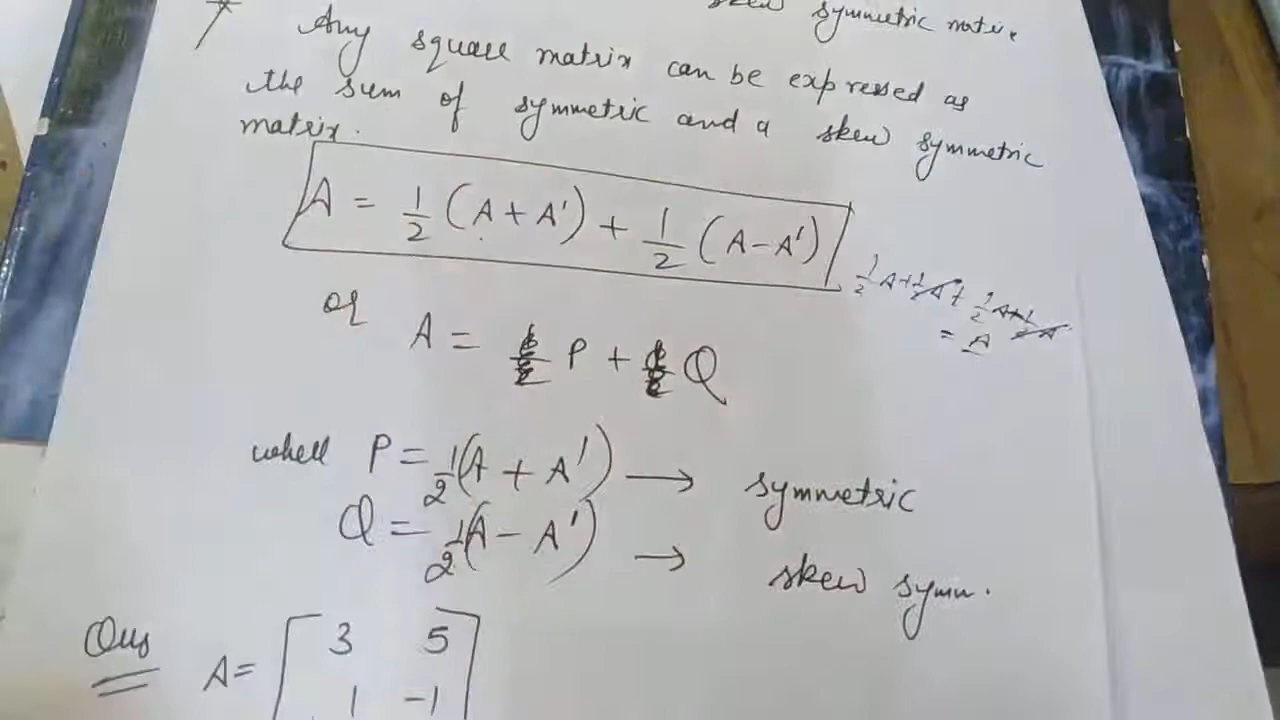 skew symmetric matrix
Any square matrix can be expressed as
the sum of symmetric and a skew symmetric
matrix.
A = 1/2 (A + A') + 1/2 (A - A')
= A
or
A = P + Q
where P = 1/2 (A + A') → symmetric
Q = 1/2 (A - A') → skew symm.
Ques A = [ 3 5
1 -1